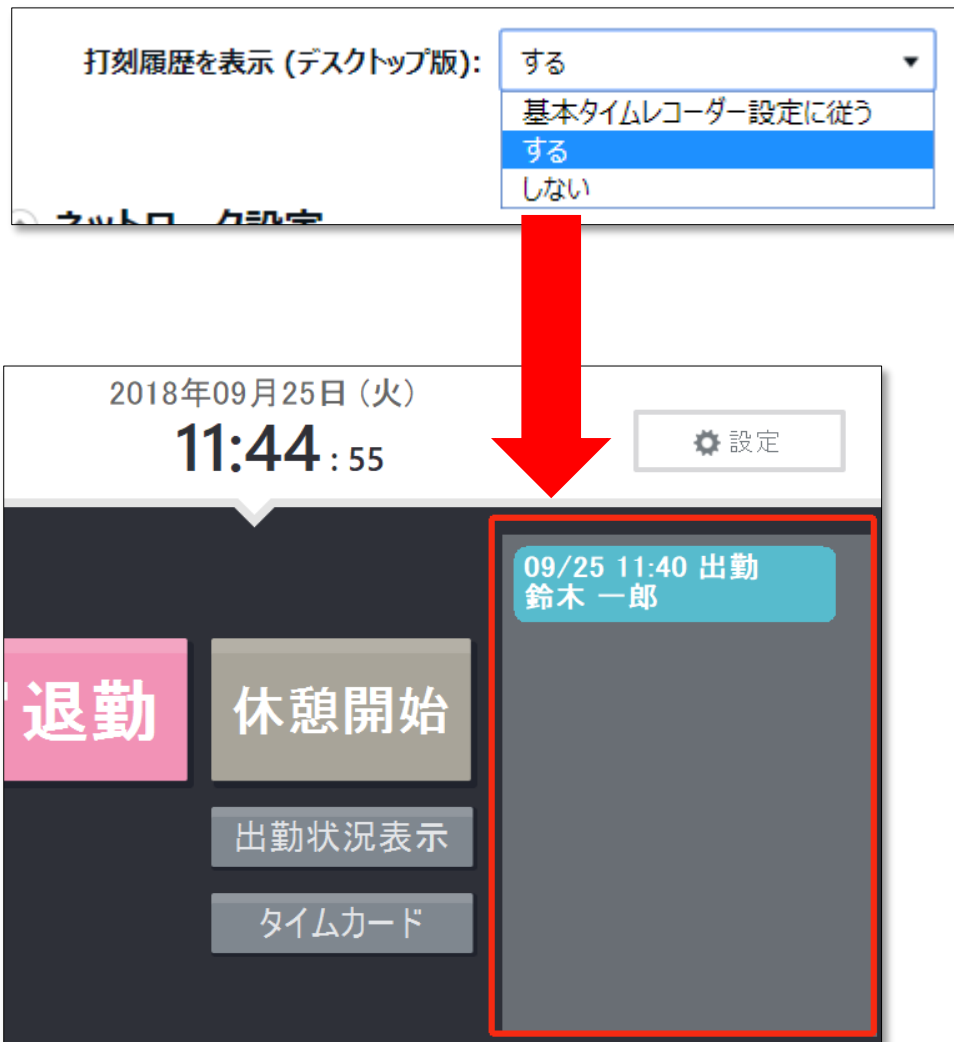 打刻履歴を表示 (デスクトップ版): する
基本タイムレコーダー設定に従う
する
しない
2018年09月25日 (火)
11:44 : 55
設定
09/25 11:40 出勤
鈴木 一郎
退勤
休憩開始
出勤状況表示
タイムカード